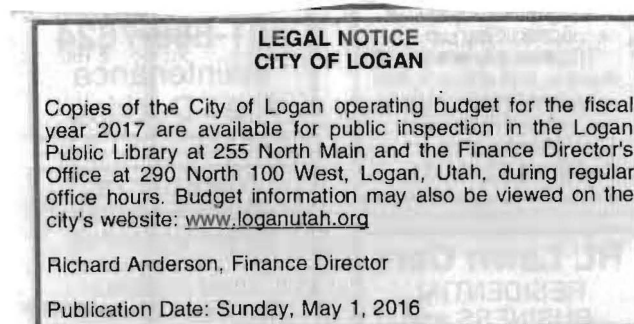 LEGAL NOTICE
CITY OF LOGAN
Copies of the City of Logan operating budget for the fiscal
year 2017 are available for public inspection in the Logan
Public Library at 255 North Main and the Finance Director's
Office at 290 North 100 West, Logan, Utah, during regular
office hours. Budget information may also be viewed on the
city's website: www.loganutah.org
Richard Anderson, Finance Director
Publication Date: Sunday, May 1, 2016